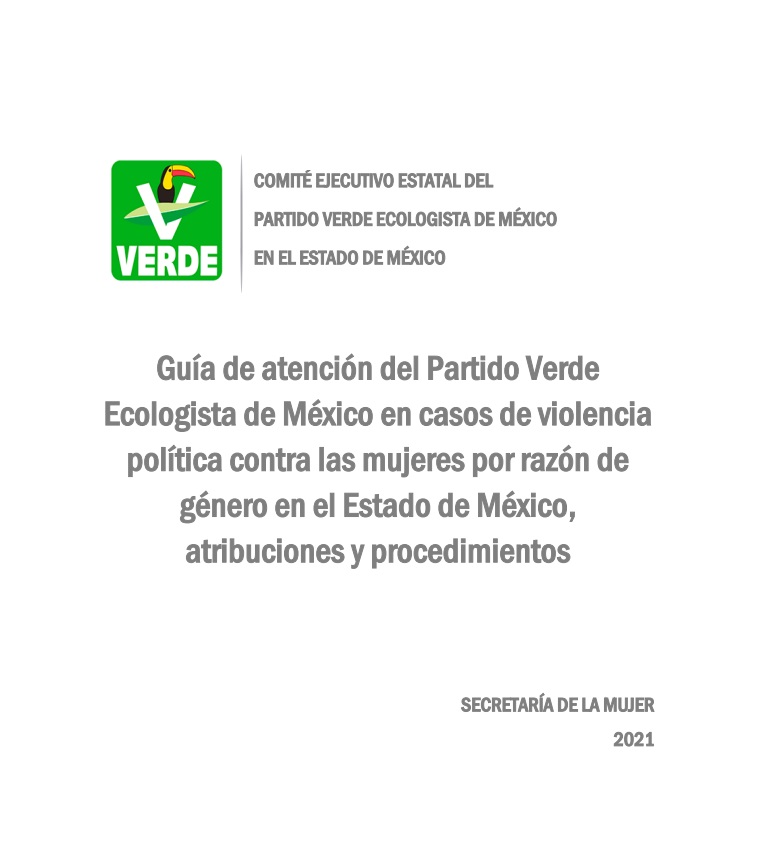 COMITÉ EJECUTIVO ESTATAL DEL
PARTIDO VERDE ECOLOGISTA DE MÉXICO
EN EL ESTADO DE MÉXICO
V
VERDE
Guía de atención del Partido Verde
Ecologista de México en casos de violencia
política contra las mujeres por razón de
género en el Estado de México,
atribuciones y procedimientos
SECRETARÍA DE LA MUJER
2021